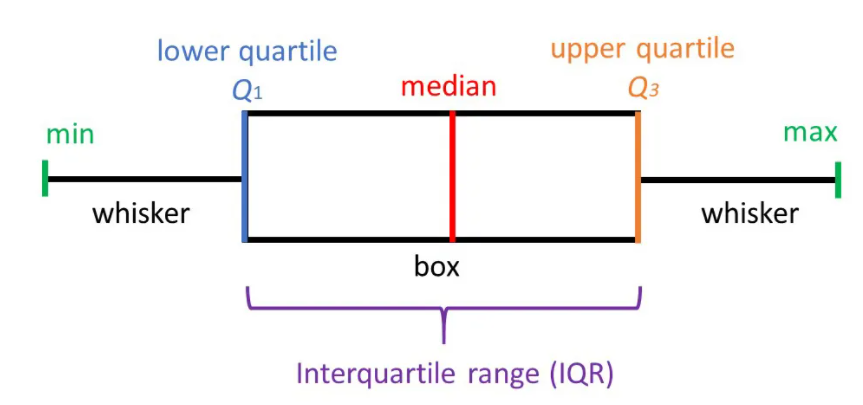 lower quartile
Q1
median
upper quartile
Q3
min
max
whisker
whisker
box
Interquartile range (IQR)